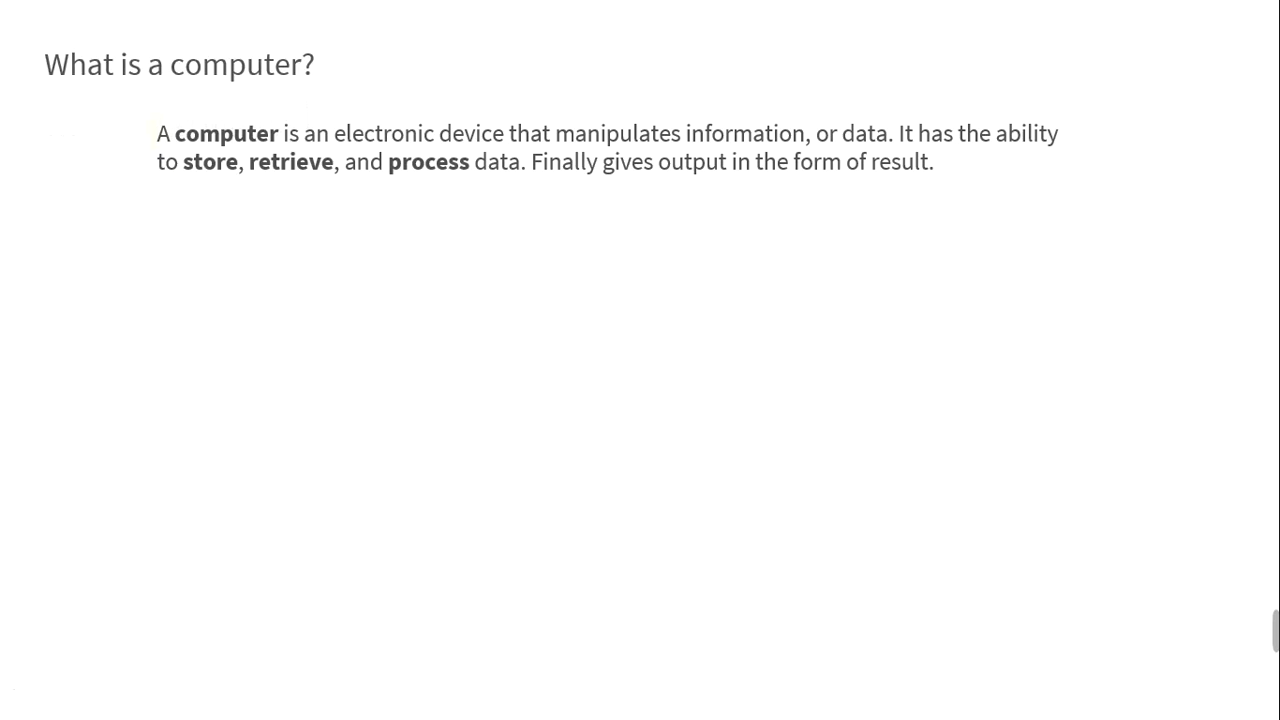 What is a computer?
A computer is an electronic device that manipulates information, or data. It has the ability
to store, retrieve, and process data. Finally gives output in the form of result.